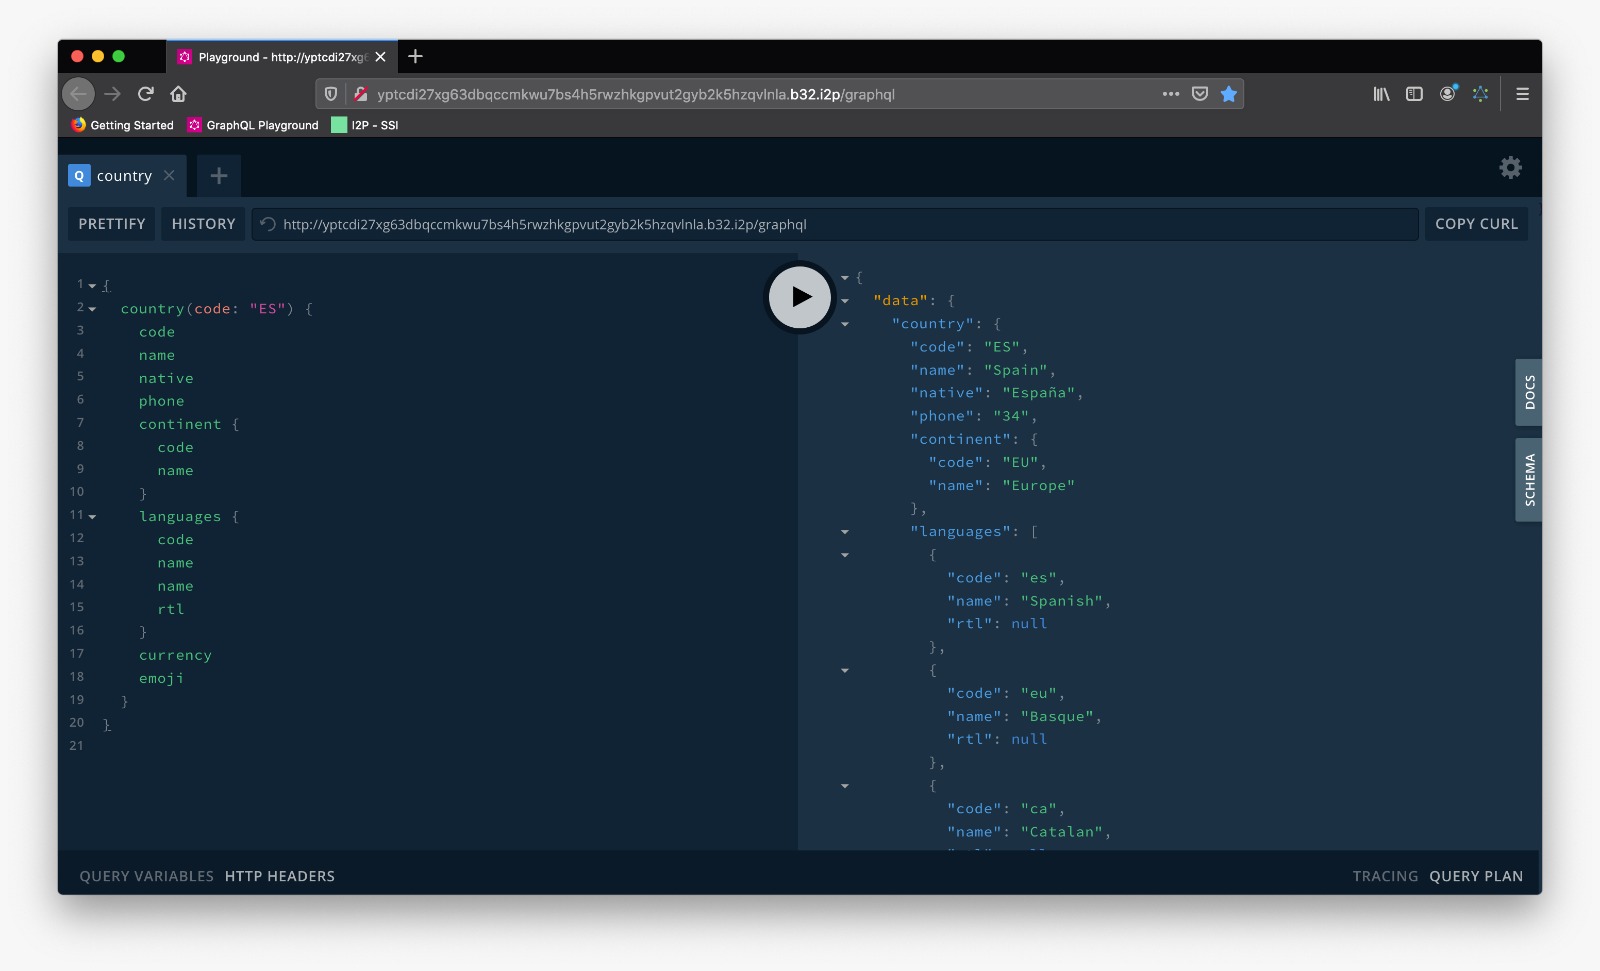 Playground - http://yptcdi27xg6
yptcdi27xg63dbqccmkwu7bs4h5rwzhkgpvut2gyb2k5hzqvlnla.b32.i2p/graphql
Getting Started GraphQL Playground I2P - SSI
Q country
PRETTIFY HISTORY http://yptcdi27xg63dbqccmkwu7bs4h5rwzhkgpvut2gyb2k5hzqvlnla.b32.i2p/graphql COPY CURL
1 {
2 country(code: "ES") {
3 code
4 name
5 native
6 phone
7 continent {
8 code
9 name
10 }
11 languages {
12 code
13 name
14 name
15 rtl
16 }
17 currency
18 emoji
19 }
20 }
21
{
"data": {
"country": {
"code": "ES",
"name": "Spain",
"native": "España",
"phone": "34",
"continent": {
"code": "EU",
"name": "Europe"
},
"languages": [
{
"code": "es",
"name": "Spanish",
"rtl": null
},
{
"code": "eu",
"name": "Basque",
"rtl": null
},
{
"code": "ca",
"name": "Catalan",
DOCS
SCHEMA
QUERY VARIABLES HTTP HEADERS
TRACING QUERY PLAN